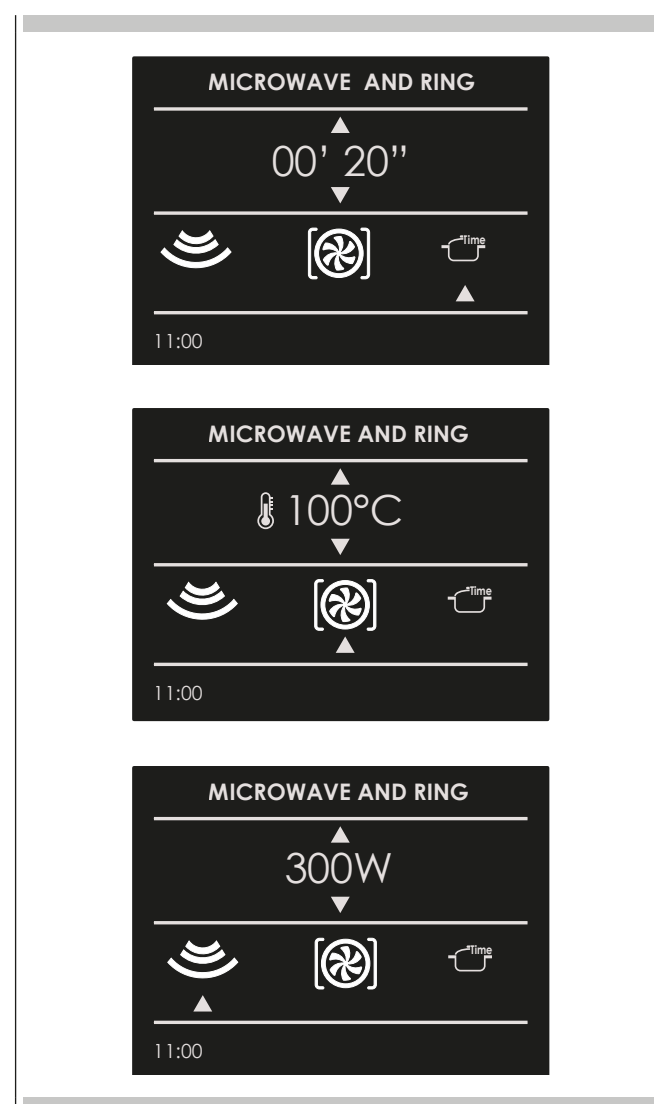 MICROWAVE AND RING
00’ 20”
Time
11:00
MICROWAVE AND RING
100°C
Time
11:00
MICROWAVE AND RING
300W
Time
11:00